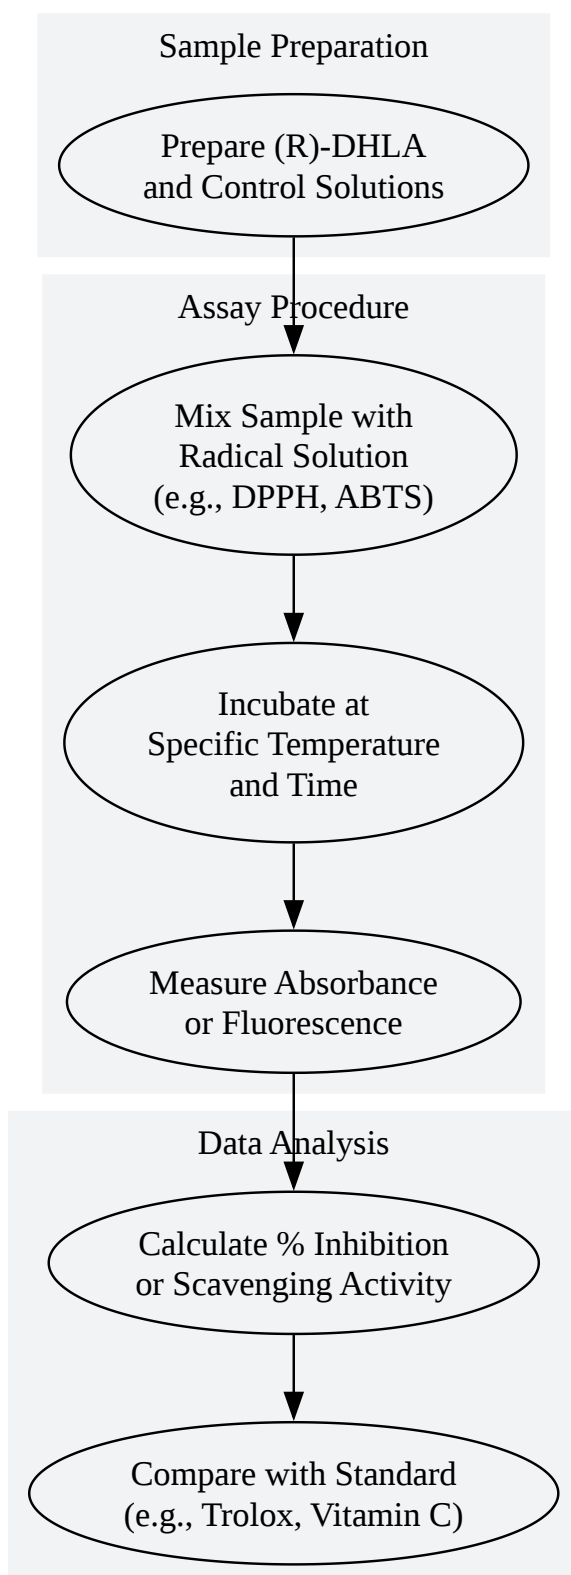 Sample Preparation
Prepare (R)-DHLA
and Control Solutions
Assay Procedure
Mix Sample with
Radical Solution
(e.g., DPPH, ABTS)
Incubate at
Specific Temperature
and Time
Measure Absorbance
or Fluorescence
Data Analysis
Calculate % Inhibition
or Scavenging Activity
Compare with Standard
(e.g., Trolox, Vitamin C)